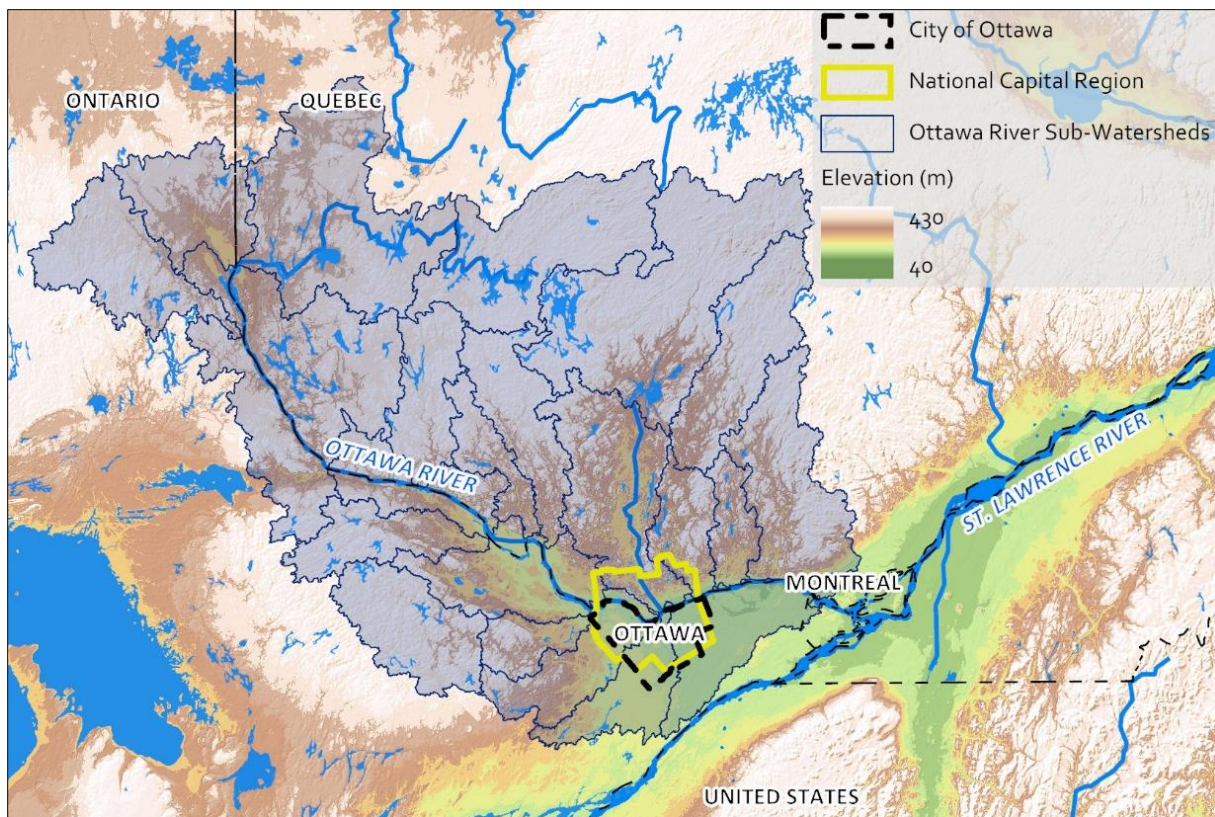 City of Ottawa
National Capital Region
Ottawa River Sub-Watersheds
Elevation (m)
430
40
ONTARIO
QUEBEC
OTTAWA RIVER
ST. LAWRENCE RIVER
MONTREAL
OTTAWA
UNITED STATES